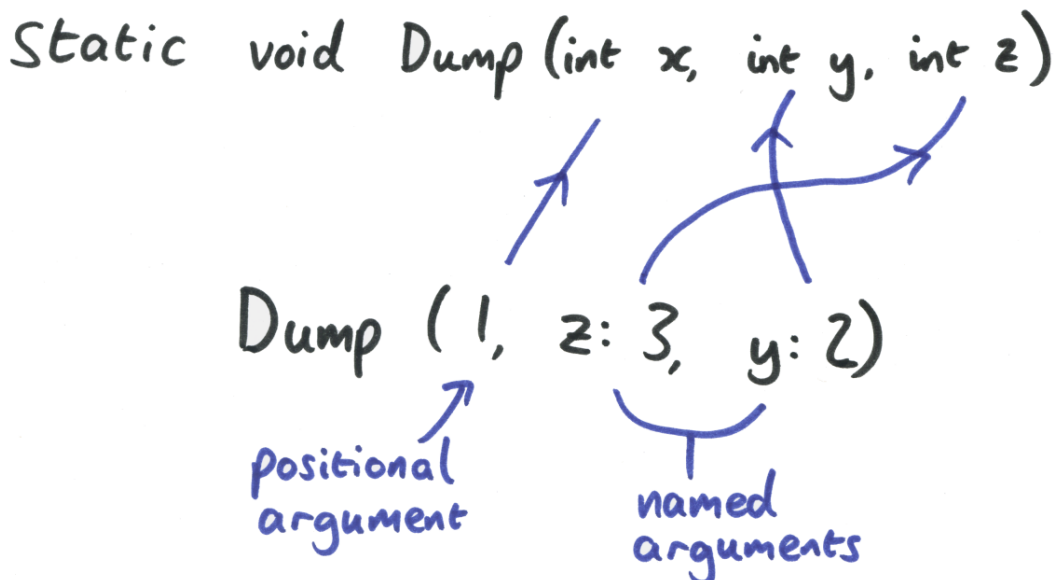 Static void Dump (int x, int y, int z)
Dump (1, z: 3, y: 2)
positional
argument
named
arguments